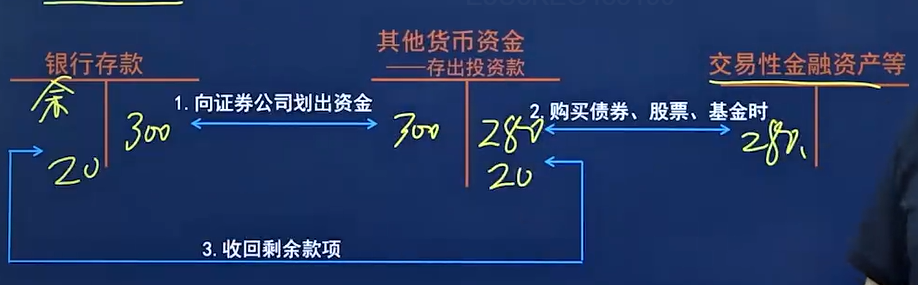 银行存款
其他货币资金
——存出投资款
交易性金融资产等
余
1. 向证券公司划出资金
2. 购买债券、股票、基金时
300
300
280
280
20
20
3. 收回剩余款项